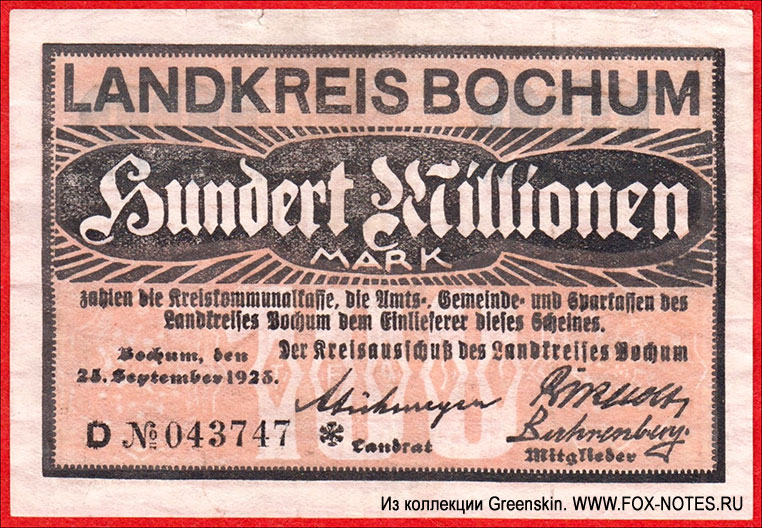 LANDKREIS BOCHUM
Hundert Millionen
MARK
zahlen die Kreiskommunalkasse, die Amts-, Gemeinde- und Sparkassen des
Landkreises Bochum dem Einlieferer dieses Scheines.
Bochum, den
25. September 1923.
Der Kreisausschuß des Landkreises Bochum
100
D № 043747
Landrat
Bahrenberg
Mitglieder
Из коллекции Greenskin. WWW.FOX-NOTES.RU